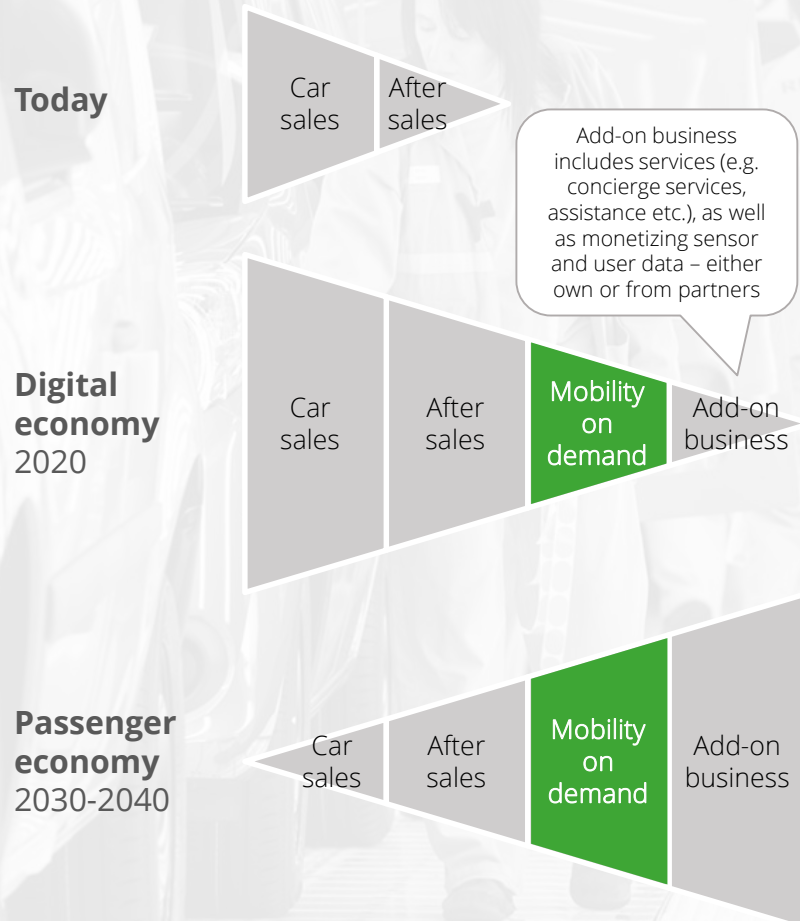 Today
Car
sales
After
sales
Add-on business
includes services (e.g.
concierge services,
assistance etc.), as well
as monetizing sensor
and user data – either
own or from partners
Digital
economy
2020
Car
sales
After
sales
Mobility
on
demand
Add-on
business
Passenger
economy
2030-2040
Car
sales
After
sales
Mobility
on
demand
Add-on
business